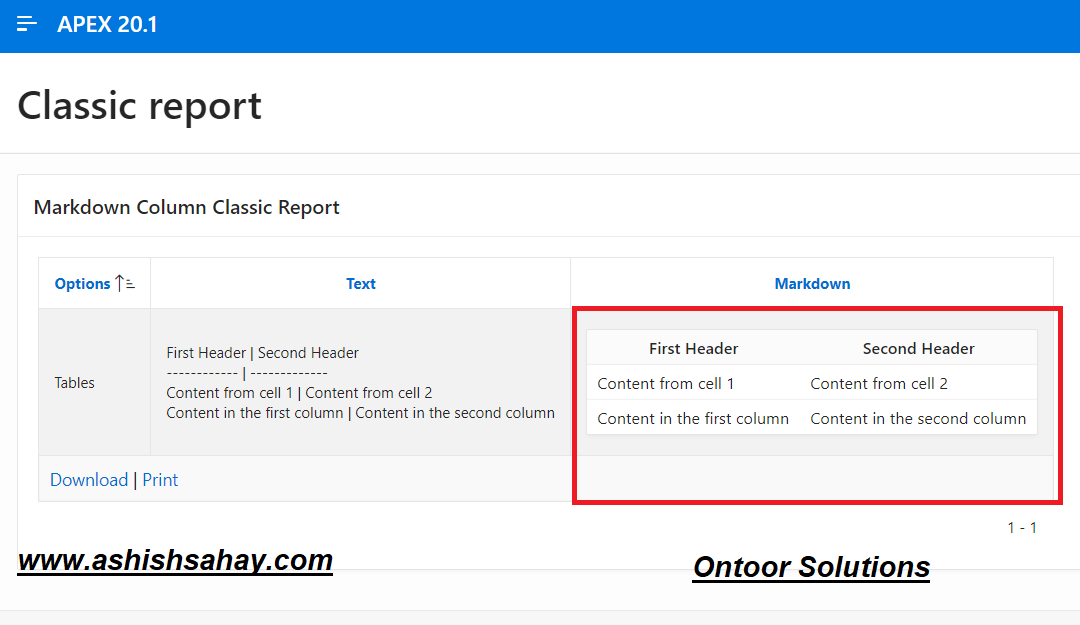 APEX 20.1
Classic report
Markdown Column Classic Report
Options Text Markdown
Tables
First Header | Second Header
------------ | -------------
Content from cell 1 | Content from cell 2
Content in the first column | Content in the second column
First Header Second Header
Content from cell 1 Content from cell 2
Content in the first column Content in the second column
Download | Print
1 - 1
www.ashishsahay.com
Ontoor Solutions